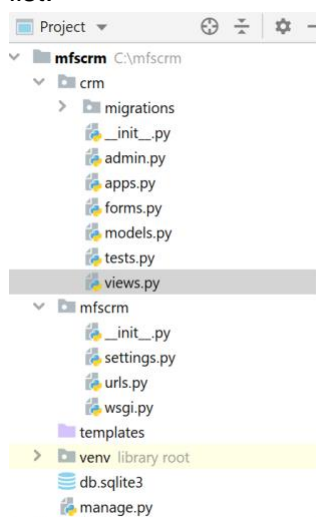 Project
mfscrm C:\mfscrm
crm
migrations
__init__.py
admin.py
apps.py
forms.py
models.py
tests.py
views.py
mfscrm
__init__.py
settings.py
urls.py
wsgi.py
templates
venv library root
db.sqlite3
manage.py